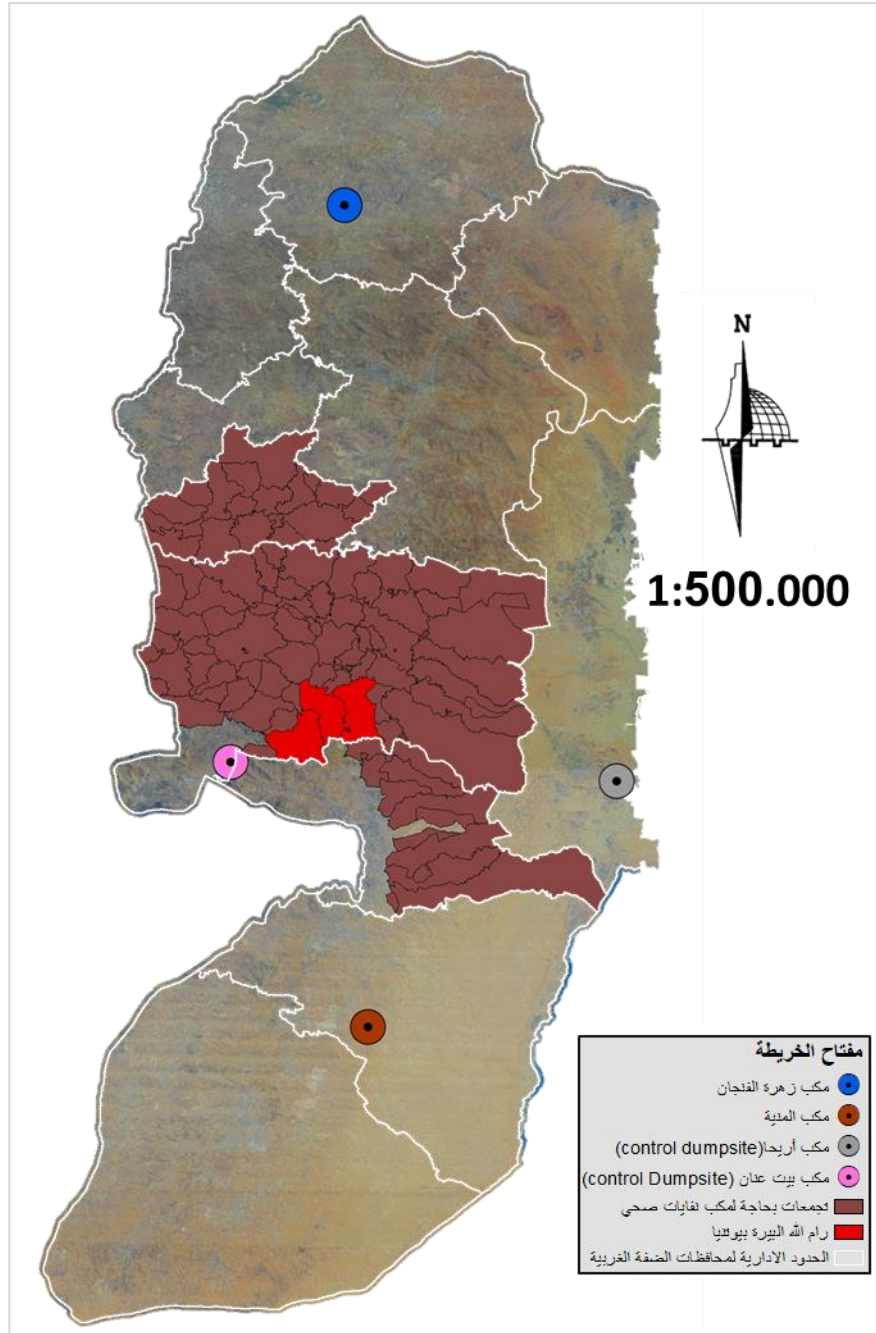 N
1:500.000
مفتاح الخريطة
مكب زهرة الفنجان
مكب المنية
مكب أريحا(control dumpsite)
مكب بيت عنان (control Dumpsite)
تجمعات بحاجة لمكب نفايات صحي
رام الله البيرة بيوتنيا
الحدود الادارية لمحافظات الضفة الغربية